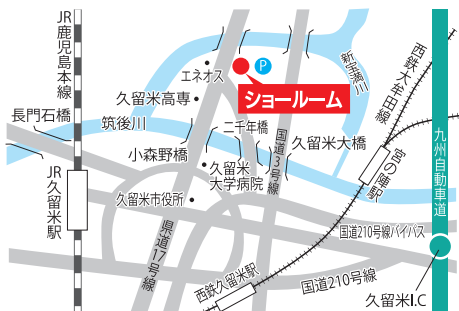 JR鹿児島本線
エネオス
P
新宝満川
西鉄大牟田線
ショールーム
久留米高専
長門石橋
筑後川
二千年橋
国道3号線
久留米大橋
小森野橋
宮の陣駅
九州自動車道
久留米
大学病院
JR久留米駅
久留米市役所
県道17号線
国道210号線バイパス
西鉄久留米駅
国道210号線
久留米I.C